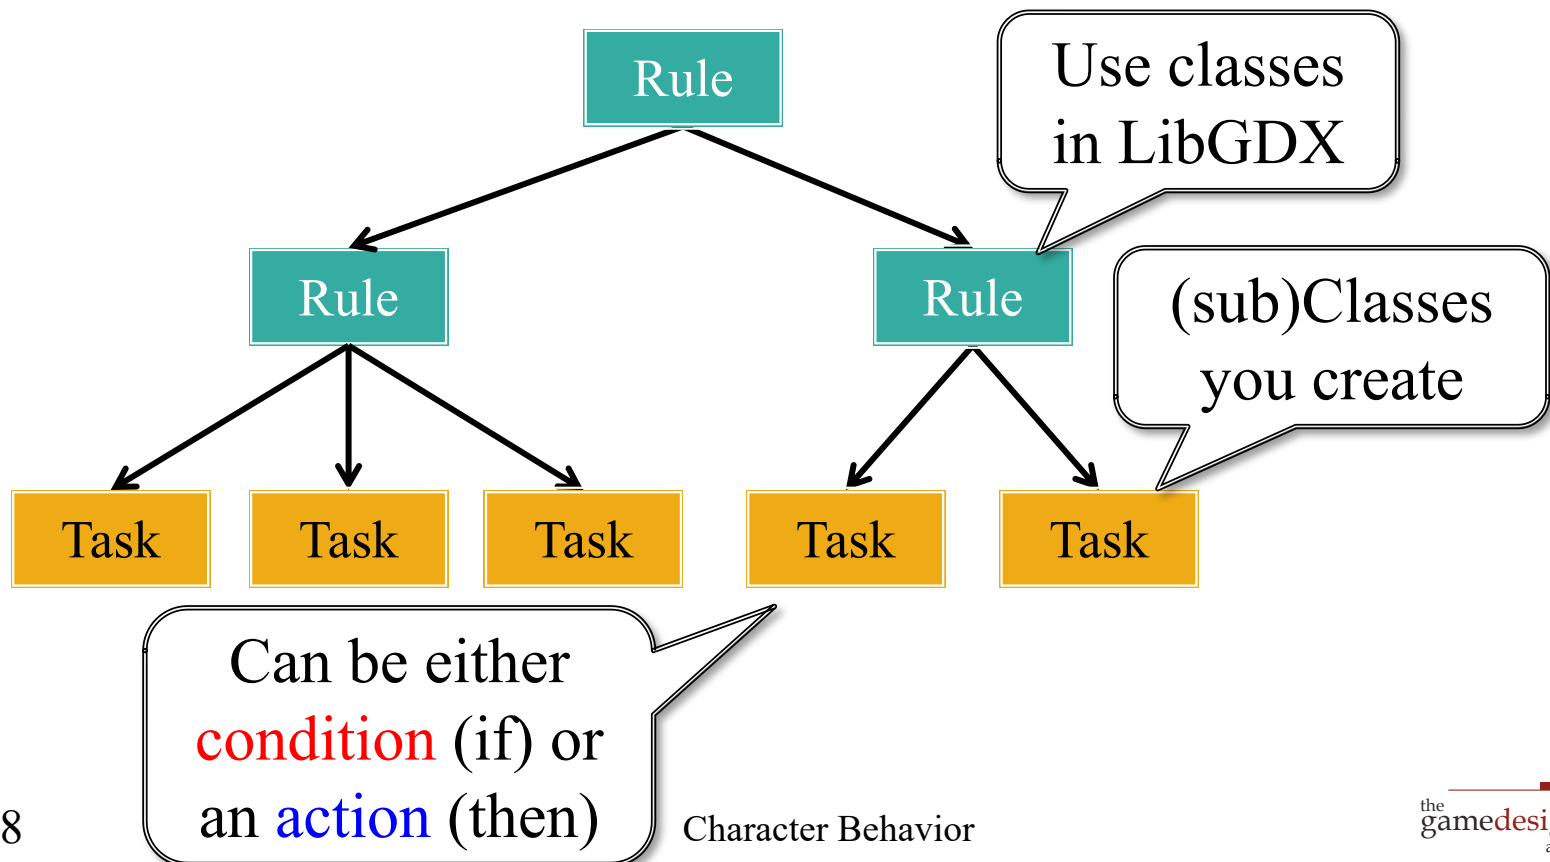 Rule
Use classes
in LibGDX
Rule
Rule
(sub)Classes
you create
Task
Task
Task
Task
Task
Can be either
condition (if) or
an action (then)
8
Character Behavior
the
gamedesi